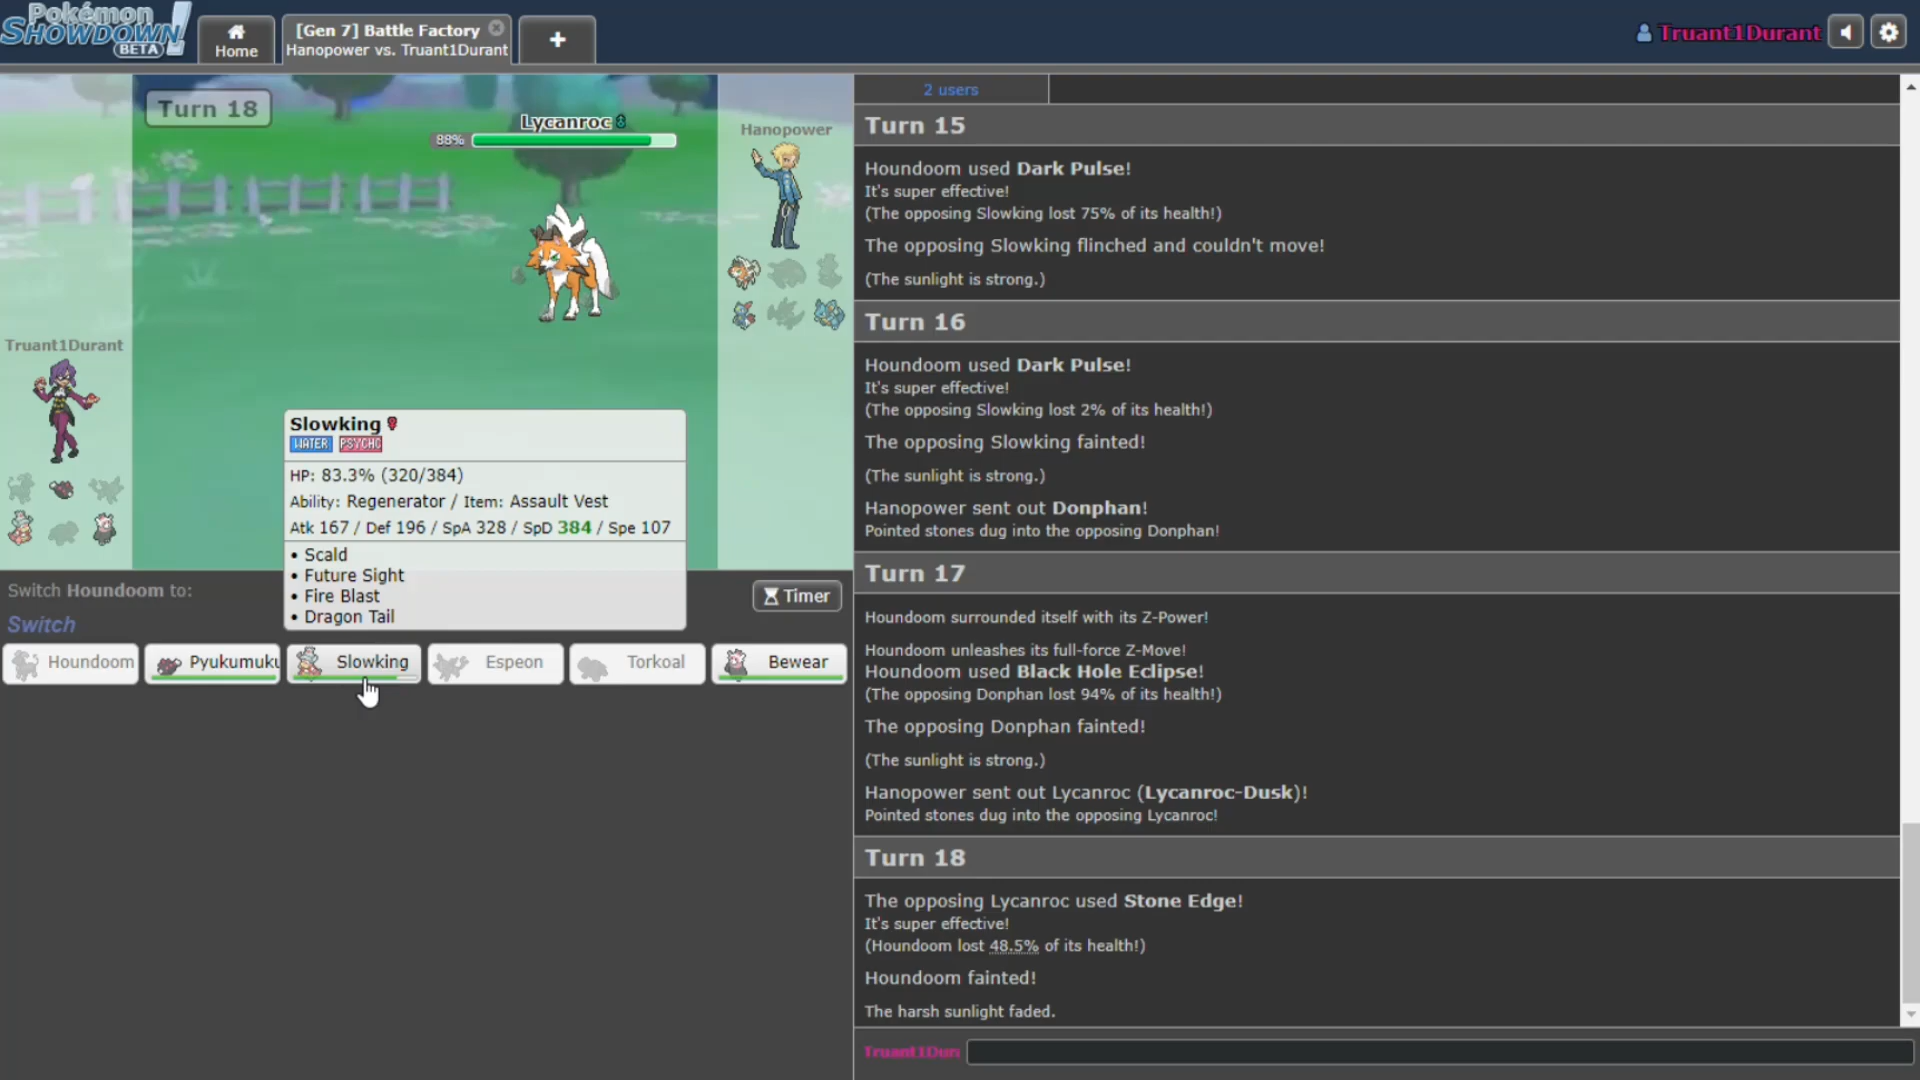 Pokémon
SHOWDOWN!
BETA
Home
[Gen 7] Battle Factory
Hanopower vs. Truant1Durant
+
Truant1Durant
Turn 18
Lycanroc
88%
Hanopower
Truant1Durant
Slowking
WATER PSYCHC
HP: 83.3% (320/384)
Ability: Regenerator / Item: Assault Vest
Atk 167 / Def 196 / SpA 328 / SpD 384 / Spe 107
• Scald
• Future Sight
• Fire Blast
• Dragon Tail
Switch Houndoom to:
Timer
Switch
Houndoom
Pyukumuku
Slowking
Espeon
Torkoal
Bewear
2 users
Turn 15
Houndoom used Dark Pulse!
It's super effective!
(The opposing Slowking lost 75% of its health!)
The opposing Slowking flinched and couldn't move!
(The sunlight is strong.)
Turn 16
Houndoom used Dark Pulse!
It's super effective!
(The opposing Slowking lost 2% of its health!)
The opposing Slowking fainted!
(The sunlight is strong.)
Hanopower sent out Donphan!
Pointed stones dug into the opposing Donphan!
Turn 17
Houndoom surrounded itself with its Z-Power!
Houndoom unleashes its full-force Z-Move!
Houndoom used Black Hole Eclipse!
(The opposing Donphan lost 94% of its health!)
The opposing Donphan fainted!
(The sunlight is strong.)
Hanopower sent out Lycanroc (Lycanroc-Dusk)!
Pointed stones dug into the opposing Lycanroc!
Turn 18
The opposing Lycanroc used Stone Edge!
It's super effective!
(Houndoom lost 48.5% of its health!)
Houndoom fainted!
The harsh sunlight faded.
Truant1Dun